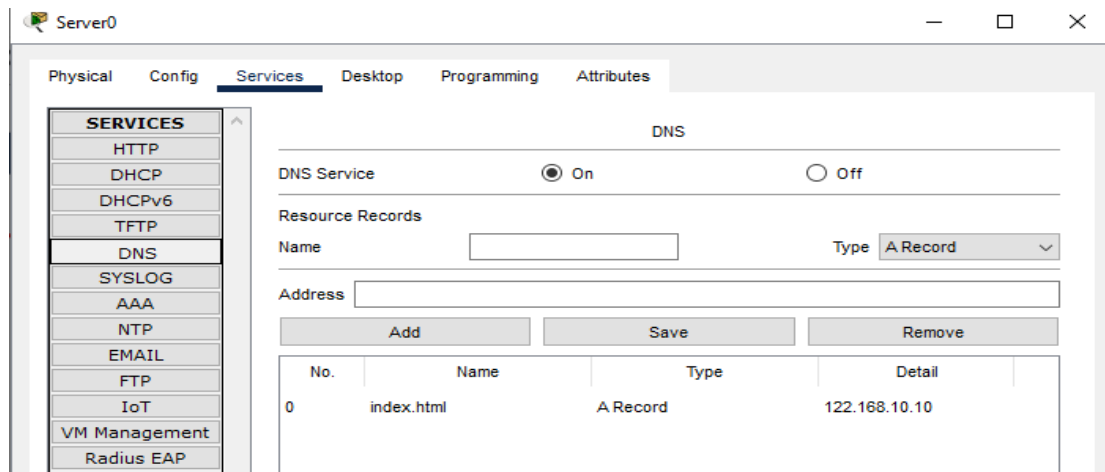 Server0
Physical Config Services Desktop Programming Attributes
SERVICES
HTTP
DHCP
DHCPv6
TFTP
DNS
SYSLOG
AAA
NTP
EMAIL
FTP
IoT
VM Management
Radius EAP
DNS
DNS Service On Off
Resource Records
Name Type A Record
Address
Add Save Remove
No. Name Type Detail
0 index.html A Record 122.168.10.10